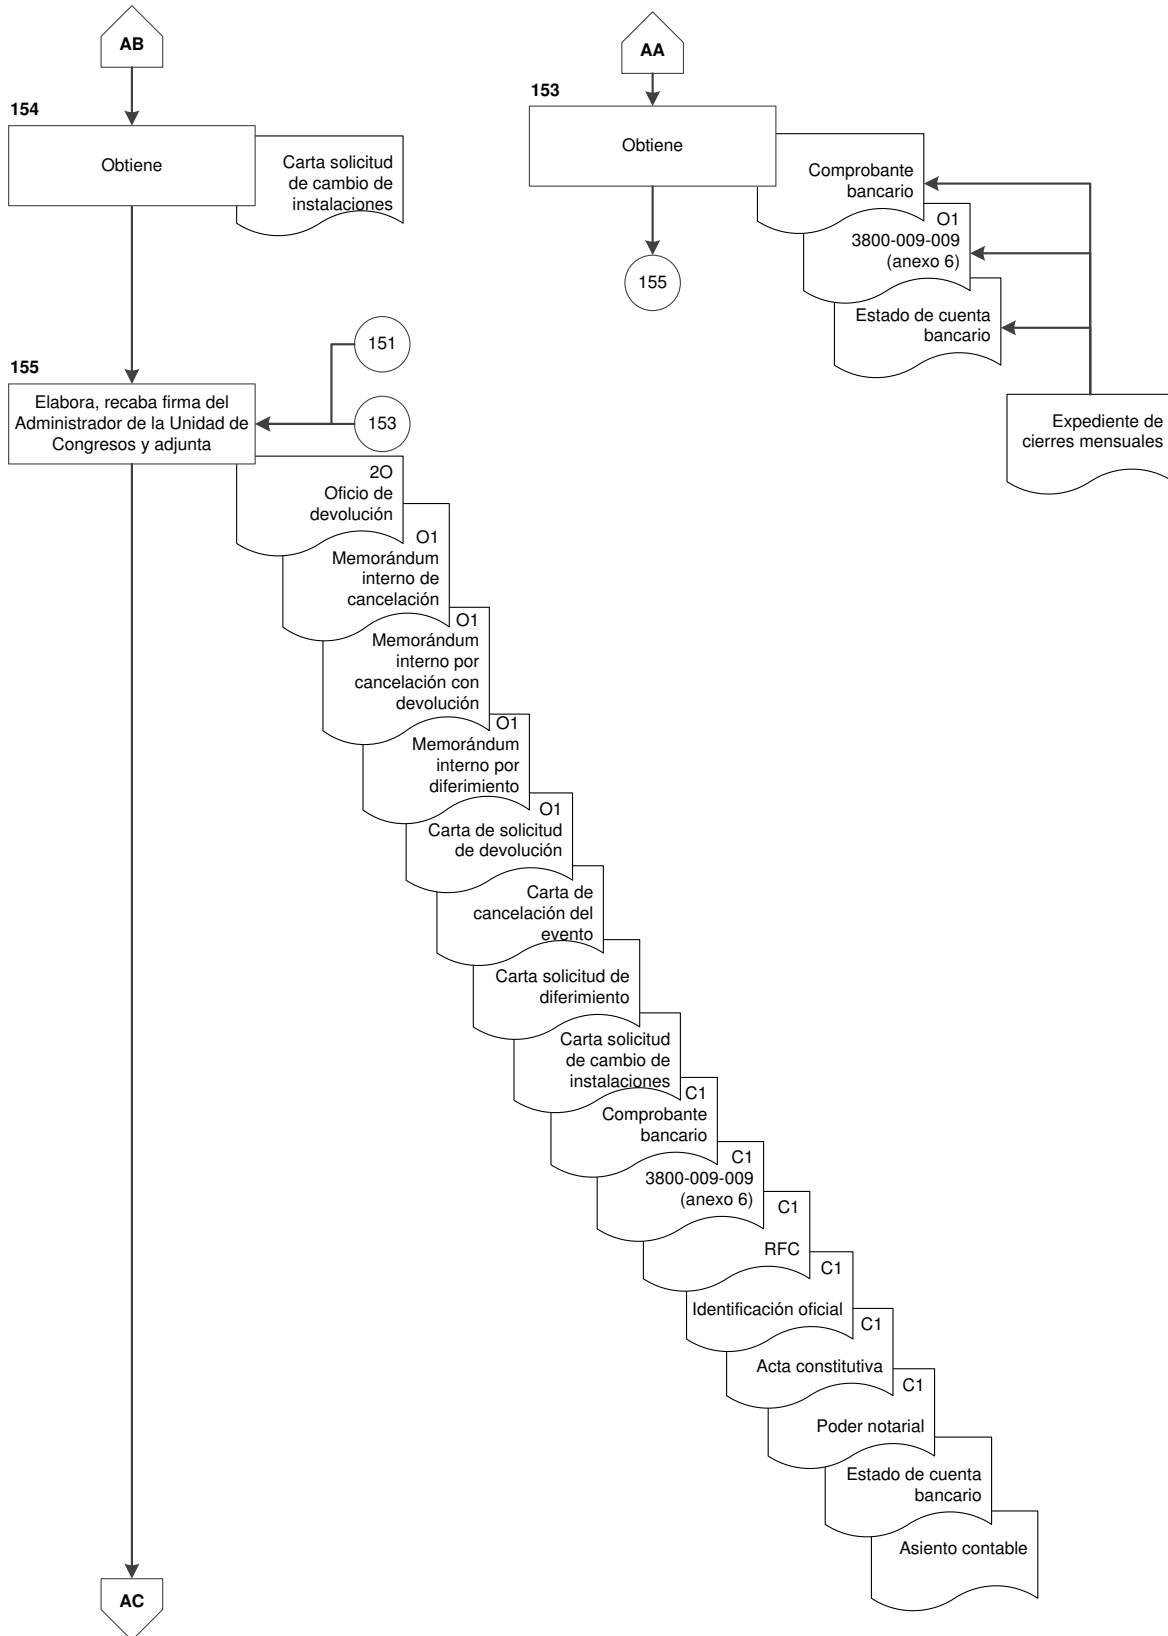 AB
154
Obtiene
Carta solicitud
de cambio de
instalaciones
AA
153
Obtiene
Comprobante
bancario
O1
3800-009-009
(anexo 6)
Estado de cuenta
bancario
155
Expediente de
cierres mensuales
151
153
155
Elabora, recaba firma del
Administrador de la Unidad de
Congresos y adjunta
2O
Oficio de
devolución
O1
Memorándum
interno de
cancelación
O1
Memorándum
interno por
cancelación con
devolución
O1
Memorándum
interno por
diferimiento
O1
Carta de solicitud
de devolución
Carta de
cancelación del
evento
Carta solicitud de
diferimiento
Carta solicitud
de cambio de
instalaciones
C1
Comprobante
bancario
C1
3800-009-009
(anexo 6)
C1
RFC
C1
Identificación oficial
C1
Acta constitutiva
C1
Poder notarial
Estado de cuenta
bancario
Asiento contable
AC